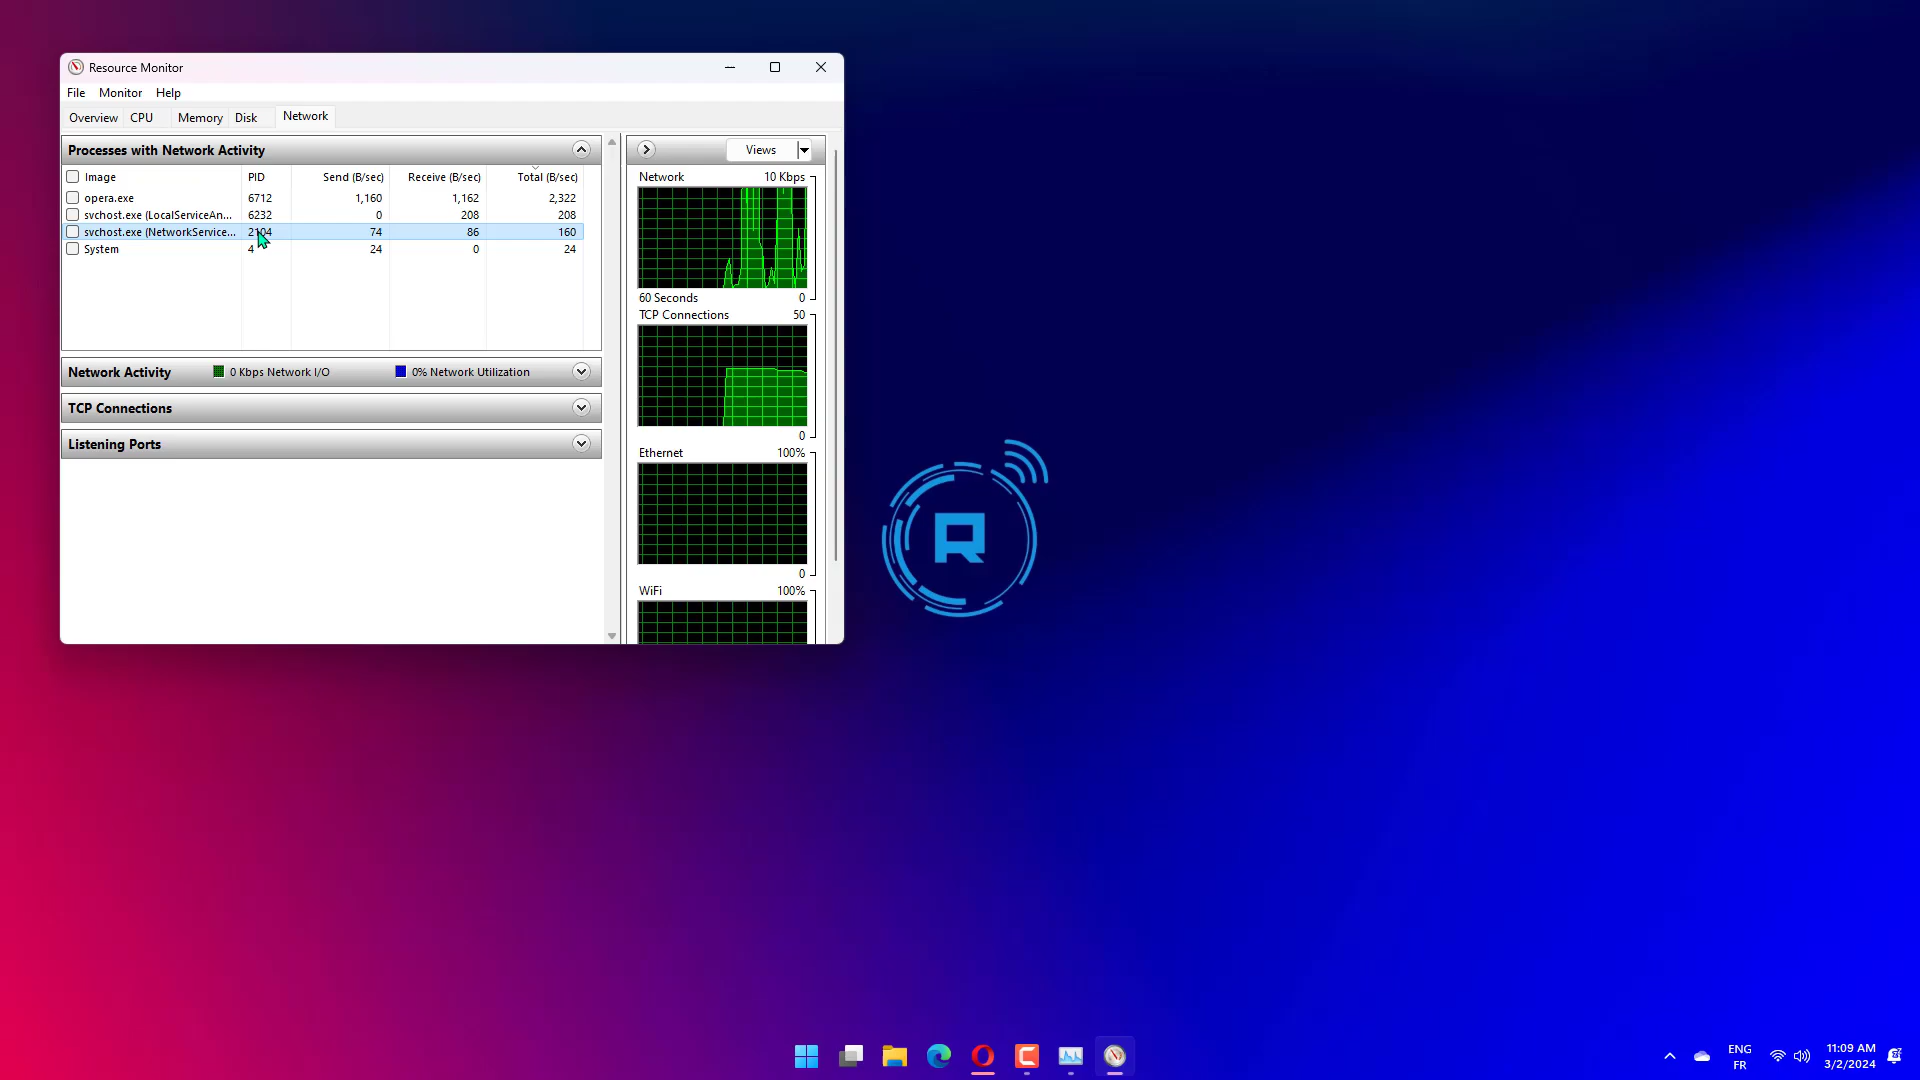 Resource Monitor
File Monitor Help
Overview CPU Memory Disk Network
Processes with Network Activity
Image PID Send (B/sec) Receive (B/sec) Total (B/sec)
opera.exe 6712 1,160 1,162 2,322
svchost.exe (LocalServiceAn... 6232 0 208 208
svchost.exe (NetworkService... 2104 74 86 160
System 4 24 0 24
Network Activity 0 Kbps Network I/O 0% Network Utilization
TCP Connections
Listening Ports
Views
Network 10 Kbps
60 Seconds 0
TCP Connections 50
0
Ethernet 100%
0
WiFi 100%
R
ENG
FR
11:09 AM
3/2/2024